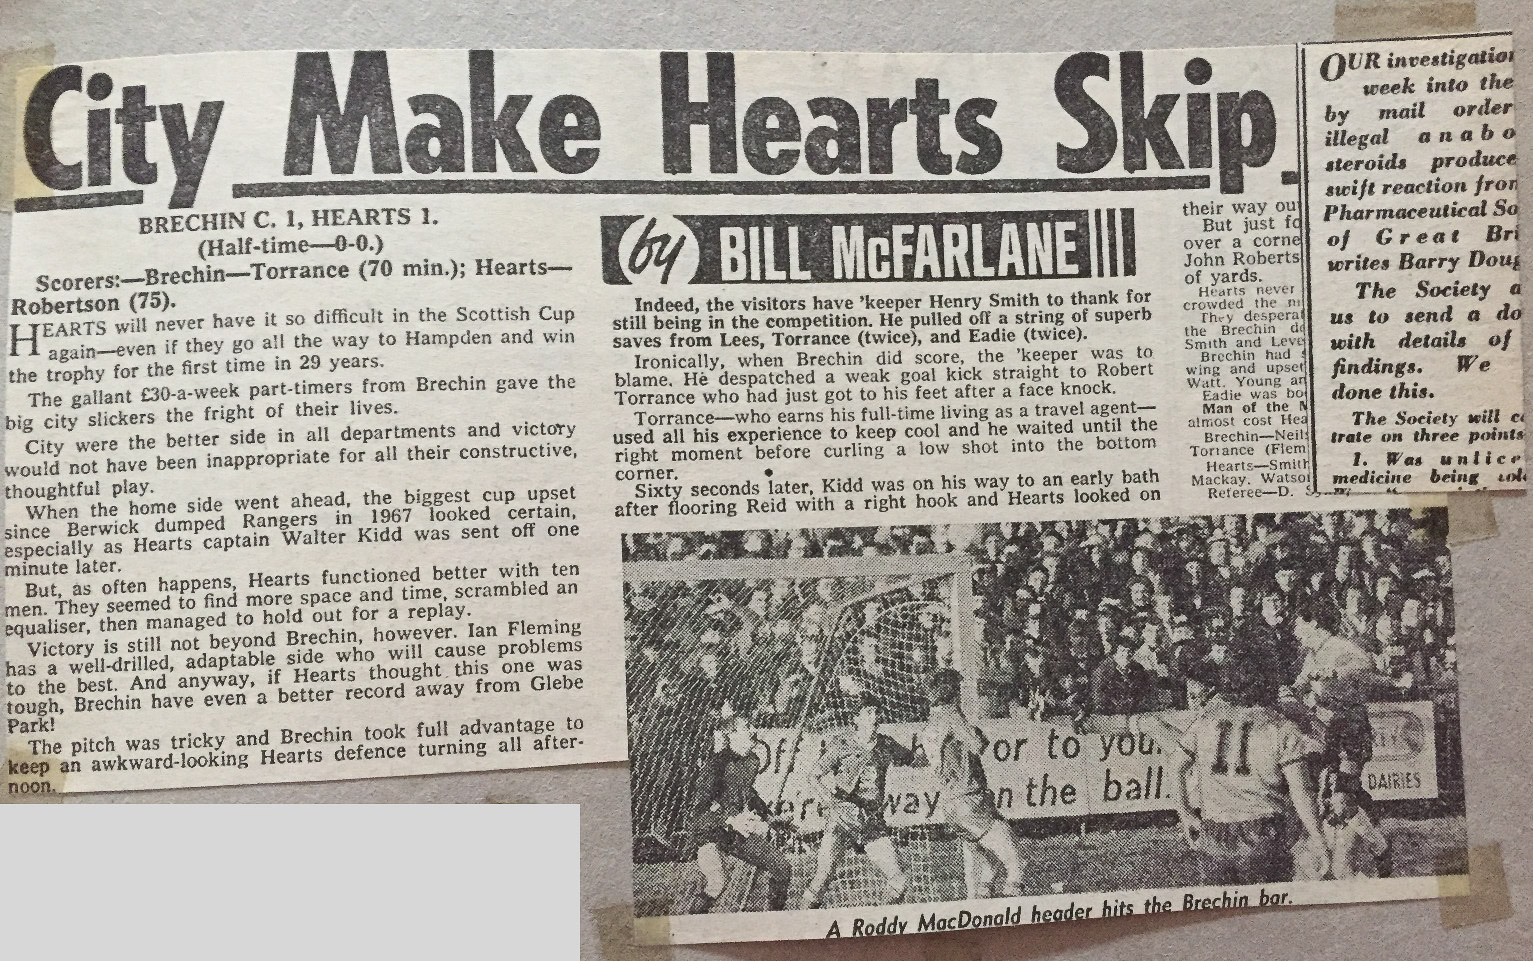 City Make Hearts Skip
BRECHIN C. 1, HEARTS 1.
(Half-time—0-0.)
Scorers:—Brechin—Torrance (70 min.); Hearts—
Robertson (75).
HEARTS will never have it so difficult in the Scottish Cup
again—even if they go all the way to Hampden and win
the trophy for the first time in 29 years.
The gallant £30-a-week part-timers from Brechin gave the
big city slickers the fright of their lives.
City were the better side in all departments and victory
would not have been inappropriate for all their constructive,
thoughtful play.
When the home side went ahead, the biggest cup upset
since Berwick dumped Rangers in 1967 looked certain,
especially as Hearts captain Walter Kidd was sent off one
minute later.
But, as often happens, Hearts functioned better with ten
men. They seemed to find more space and time, scrambled an
equaliser, then managed to hold out for a replay.
Victory is still not beyond Brechin, however. Ian Fleming
has a well-drilled, adaptable side who will cause problems
to the best. And anyway, if Hearts thought this one was
tough, Brechin have even a better record away from Glebe
Park!
The pitch was tricky and Brechin took full advantage to
keep an awkward-looking Hearts defence turning all after-
noon.
by BILL McFARLANE
Indeed, the visitors have 'keeper Henry Smith to thank for
still being in the competition. He pulled off a string of superb
saves from Lees, Torrance (twice), and Eadie (twice).
Ironically, when Brechin did score, the 'keeper was to
blame. He despatched a weak goal kick straight to Robert
Torrance who had just got to his feet after a face knock.
Torrance—who earns his full-time living as a travel agent—
used all his experience to keep cool and he waited until the
right moment before curling a low shot into the bottom
corner.
Sixty seconds later, Kidd was on his way to an early bath
after flooring Reid with a right hook and Hearts looked on
their way ou
But just fo
over a corne
John Roberts
of yards.
Hearts never
crowded the mi
They desperat
the Brechin de
Smith and Leve
Brechin had
wing and upset
Watt. Young an
Eadie was bo
Man of the M
almost cost Hea
Brechin—Neils
Torrance (Flem
Hearts—Smith
Mackay. Watso
Referee—D. S
OUR investigation
week into the
by mail order
illegal anabo
steroids produce
swift reaction from
Pharmaceutical So
of Great Bri
writes Barry Doug
The Society a
us to send a do
with details of
findings. We
done this.
The Society will c
trate on three points
1. Was unlice
medicine being sol
or to you.
way on the ball.
DAIRIES
A Roddy MacDonald header hits the Brechin bar.